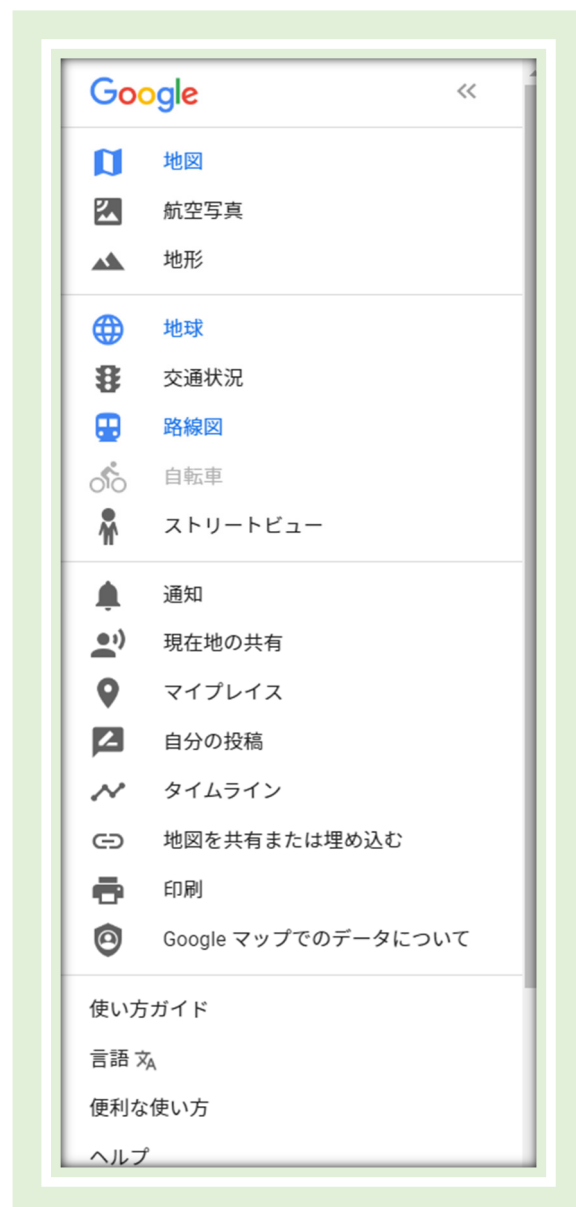 Google
地図
航空写真
地形
地球
交通状況
路線図
自転車
ストリートビュー
通知
現在地の共有
マイプレイス
自分の投稿
タイムライン
地図を共有または埋め込む
印刷
Google マップでのデータについて
使い方ガイド
言語 文A
便利な使い方
ヘルプ